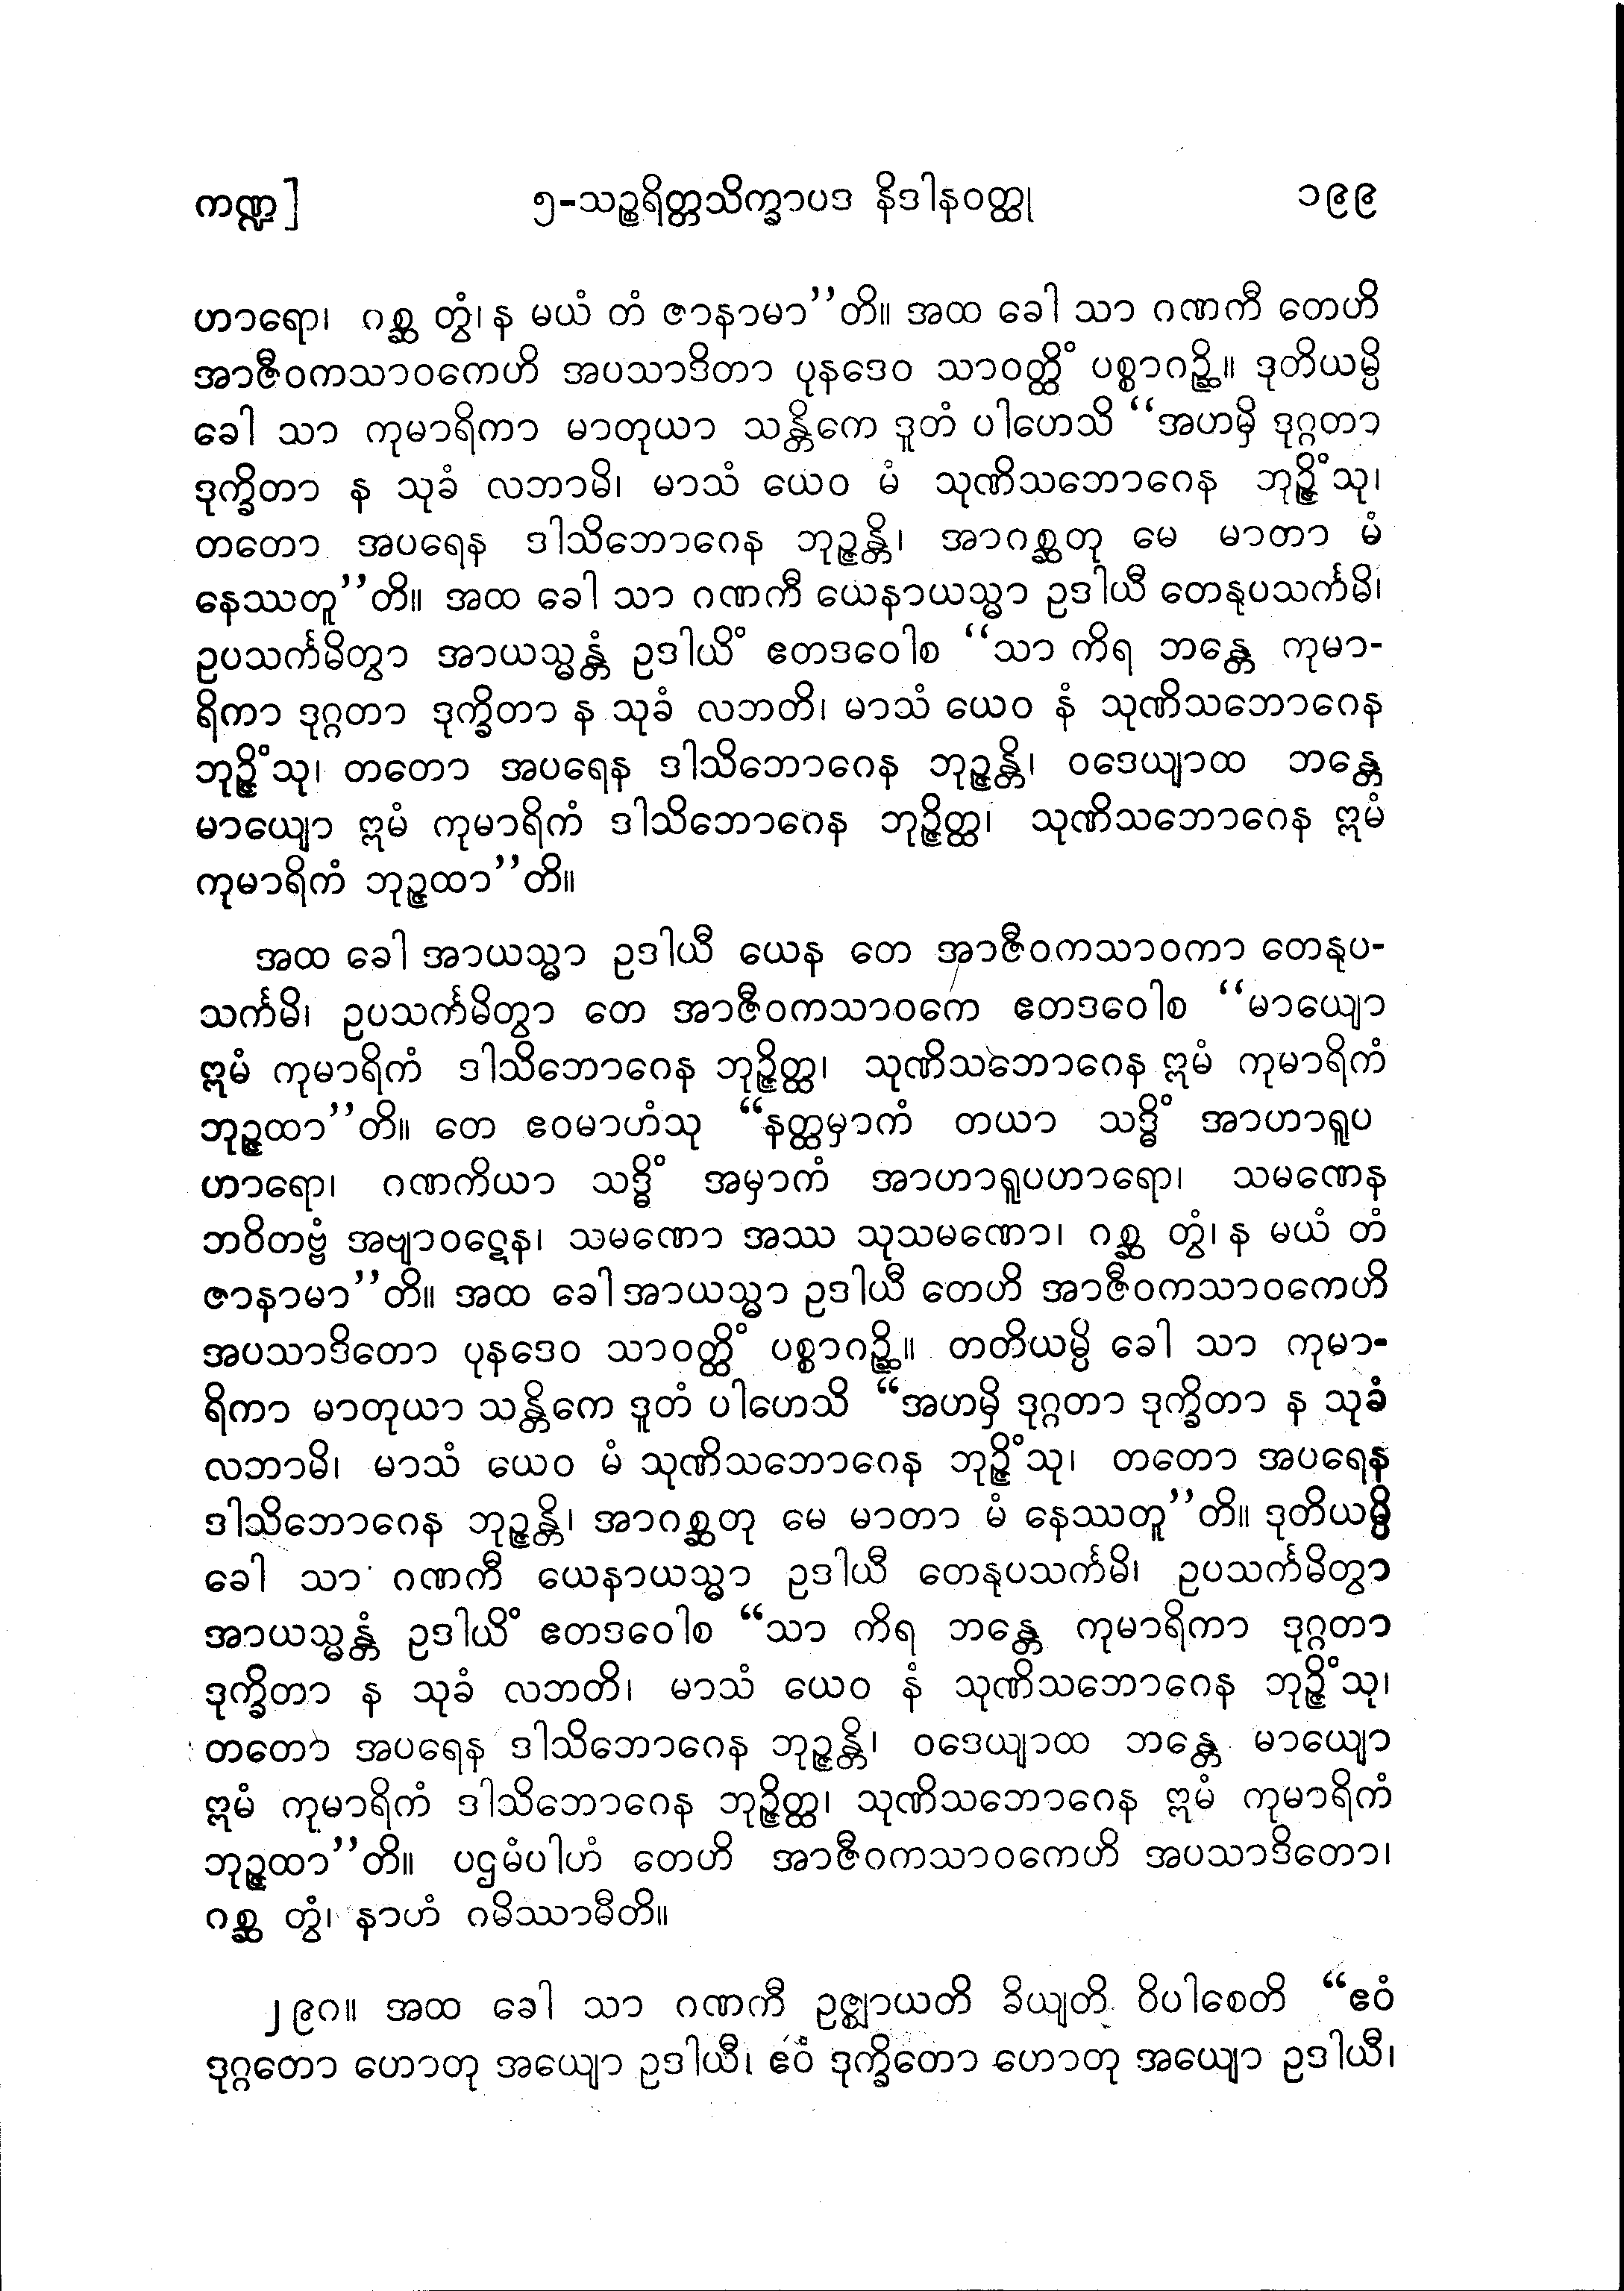 ကဏ္ဍ]   ၅-သဉ္စရိတ္တသိက္ခာပဒ နိဒါနဝတ္ထု   ၁၉၉
ဟာရော၊ ဂစ္ဆ တွံ၊ န မယံ တံ ဇာနာမာ’’တိ။ အထ ခေါ သာ ဂဏကီ တေဟိ
အာဇီဝကသာဝကေဟိ အပသာဒိတာ ပုနဒေဝ သာဝတ္ထိံ ပစ္စာဂဉ္ဆိ။ ဒုတိယမ္ပိ
ခေါ သာ ကုမာရိကာ မာတုယာ သန္တိကေ ဒူတံ ပါဟေသိ ‘‘အဟမှိ ဒုဂ္ဂတာ
ဒုက္ခိတာ န သုခံ လဘာမိ၊ မာသံ ယေဝ မံ သုဏိသဘောဂေန ဘုဉ္ဇိံသု၊
တတော အပရေန ဒါသိဘောဂေန ဘုဉ္ဇန္တိ၊ အာဂစ္ဆတု မေ မာတာ မံ
နေဿတူ’’တိ။ အထ ခေါ သာ ဂဏကီ ယေနာယသ္မာ ဥဒါယီ တေနုပသင်္ကမိ၊
ဥပသင်္ကမိတွာ အာယသ္မန္တံ ဥဒါယိံ ဧတဒဝေါစ ‘‘သာ ကိရ ဘန္တေ ကုမာ-
ရိကာ ဒုဂ္ဂတာ ဒုက္ခိတာ န သုခံ လဘတိ၊ မာသံ ယေဝ နံ သုဏိသဘောဂေန
ဘုဉ္ဇိံသု၊ တတော အပရေန ဒါသိဘောဂေန ဘုဉ္ဇန္တိ၊ ဝဒေယျာထ ဘန္တေ
မာယျော ဣမံ ကုမာရိကံ ဒါသိဘောဂေန ဘုဉ္ဇိတ္ထ၊ သုဏိသဘောဂေန ဣမံ
ကုမာရိကံ ဘုဉ္ဇထာ’’တိ။
အထ ခေါ အာယသ္မာ ဥဒါယီ ယေန တေ အာဇီဝကသာဝကာ တေနုပ-
သင်္ကမိ၊ ဥပသင်္ကမိတွာ တေ အာဇီဝကသာဝကေ ဧတဒဝေါစ ‘‘မာယျော
ဣမံ ကုမာရိကံ ဒါသိဘောဂေန ဘုဉ္ဇိတ္ထ၊ သုဏိသဘောဂေန ဣမံ ကုမာရိကံ
ဘုဉ္ဇထာ’’တိ။ တေ ဧဝမာဟံသု ‘‘နတ္ထမှာကံ တယာ သဒ္ဓိံ အာဟာရူပ
ဟာရော၊ ဂဏကိယာ သဒ္ဓိံ အမှာကံ အာဟာရူပဟာရော၊ သမဏေန
ဘဝိတဗ္ဗံ အဗျာဝဋေန၊ သမဏော အဿ သုသမဏော၊ ဂစ္ဆ တွံ၊ န မယံ တံ
ဇာနာမာ’’တိ။ အထ ခေါ အာယသ္မာ ဥဒါယီ တေဟိ အာဇီဝကသာဝကေဟိ
အပသာဒိတော ပုနဒေဝ သာဝတ္ထိံ ပစ္စာဂဉ္ဆိ။ တတိယမ္ပိ ခေါ သာ ကုမာ-
ရိကာ မာတုယာ သန္တိကေ ဒူတံ ပါဟေသိ ‘‘အဟမှိ ဒုဂ္ဂတာ ဒုက္ခိတာ န သုခံ
လဘာမိ၊ မာသံ ယေဝ မံ သုဏိသဘောဂေန ဘုဉ္ဇိံသု၊ တတော အပရေန
ဒါသိဘောဂေန ဘုဉ္ဇန္တိ၊ အာဂစ္ဆတု မေ မာတာ မံ နေဿတူ’’တိ။ ဒုတိယမ္ပိ
ခေါ သာ ဂဏကီ ယေနာယသ္မာ ဥဒါယီ တေနုပသင်္ကမိ၊ ဥပသင်္ကမိတွာ
အာယသ္မန္တံ ဥဒါယိံ ဧတဒဝေါစ ‘‘သာ ကိရ ဘန္တေ ကုမာရိကာ ဒုဂ္ဂတာ
ဒုက္ခိတာ န သုခံ လဘတိ၊ မာသံ ယေဝ နံ သုဏိသဘောဂေန ဘုဉ္ဇိံသု၊
တတော အပရေန ဒါသိဘောဂေန ဘုဉ္ဇန္တိ၊ ဝဒေယျာထ ဘန္တေ မာယျော
ဣမံ ကုမာရိကံ ဒါသိဘောဂေန ဘုဉ္ဇိတ္ထ၊ သုဏိသဘောဂေန ဣမံ ကုမာရိကံ
ဘုဉ္ဇထာ’’တိ။ ပဌမံပါဟံ တေဟိ အာဇီဝကသာဝကေဟိ အပသာဒိတော၊
ဂစ္ဆ တွံ၊ နာဟံ ဂမိဿာမီတိ။
၂၉၈။ အထ ခေါ သာ ဂဏကီ ဥဇ္ဈာယတိ ခိယျတိ ဝိပါစေတိ ‘‘ဧဝံ
ဒုဂ္ဂတော ဟောတု အယျော ဥဒါယီ၊ ဧဝံ ဒုက္ခိတော ဟောတု အယျော ဥဒါယီ၊